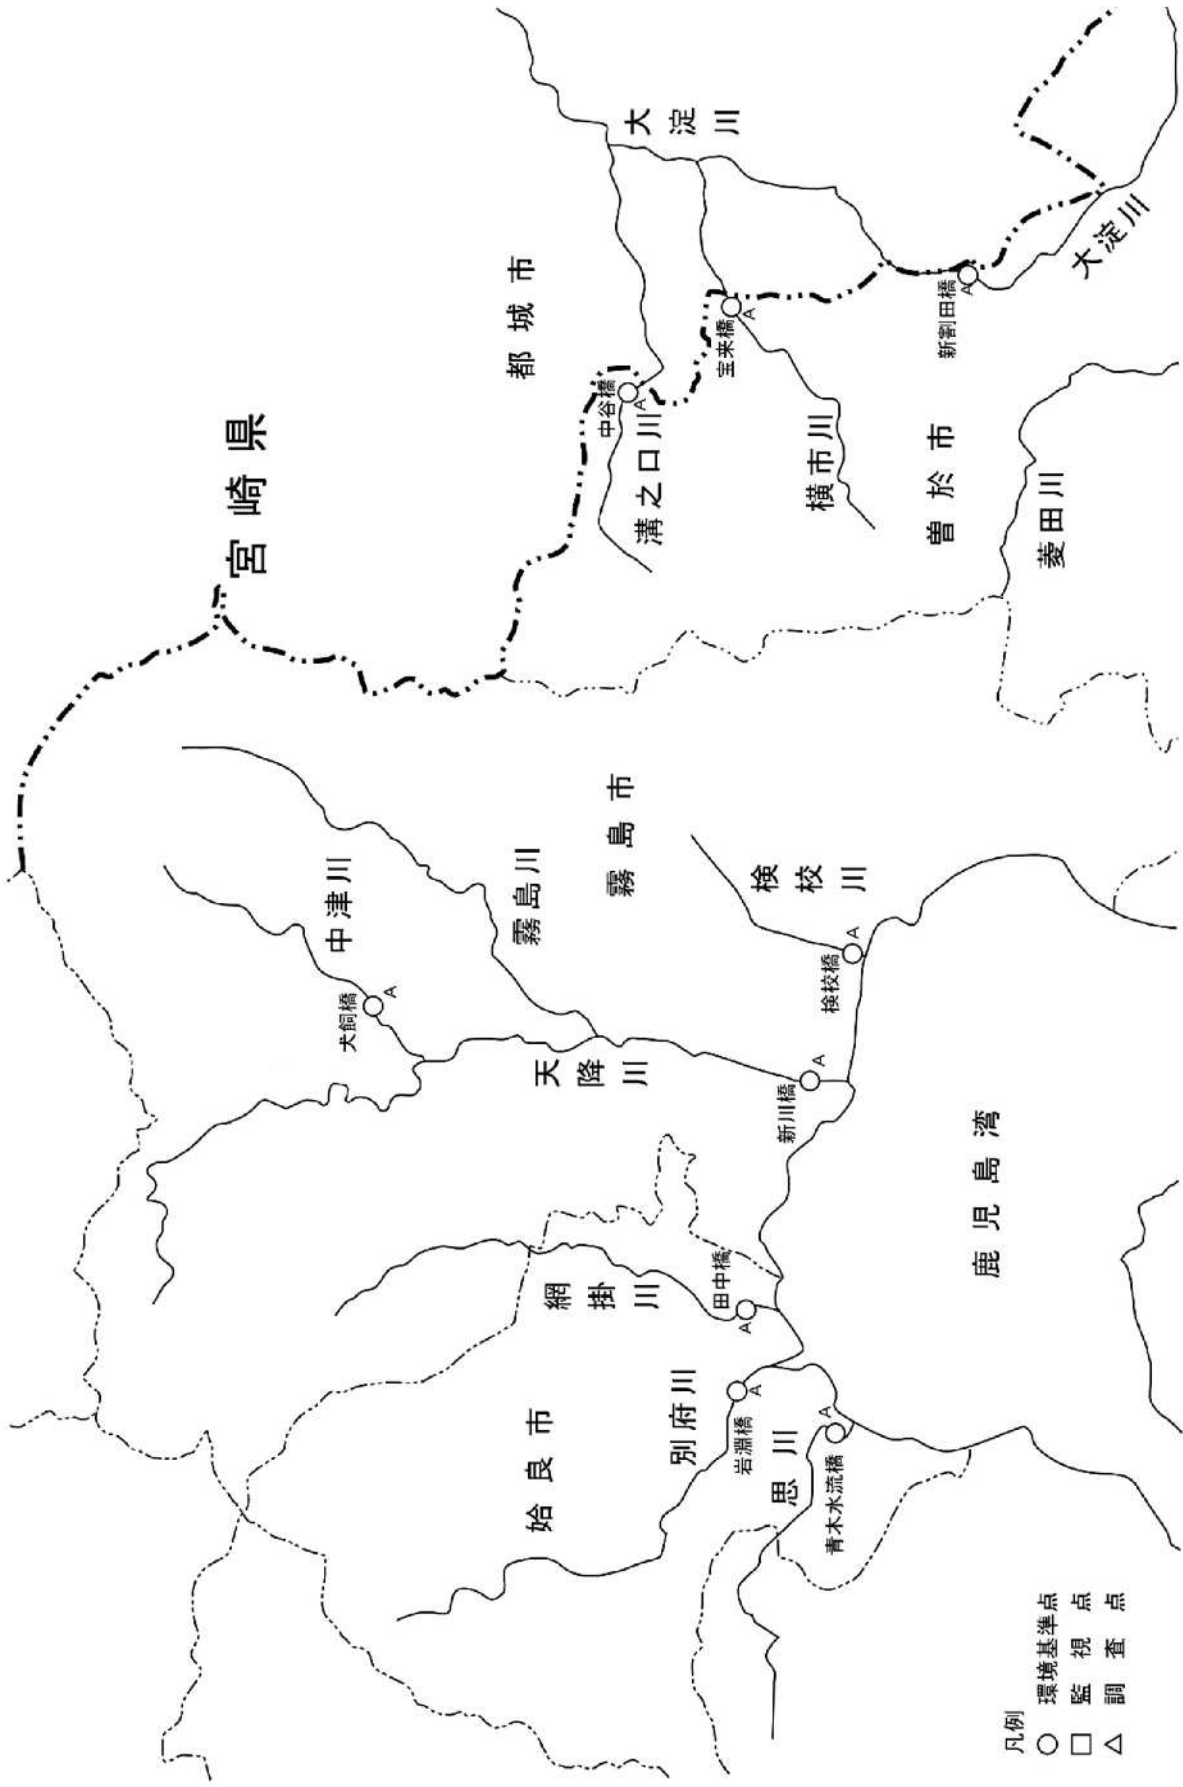 宮崎県
都城市
大淀川
中谷橋
A
溝之口川
宝来橋
A
横市川
新割田橋
A
大淀川
曽於市
菱田川
中津川
犬飼橋
A
霧島川
霧島市
天降川
新川橋
A
検校川
検校橋
A
網掛川
田中橋
A
姶良市
別府川
岩淵橋
A
思川
青木水流橋
A
鹿児島湾
凡例
○ 環境基準点
□ 監視点
△ 調査点